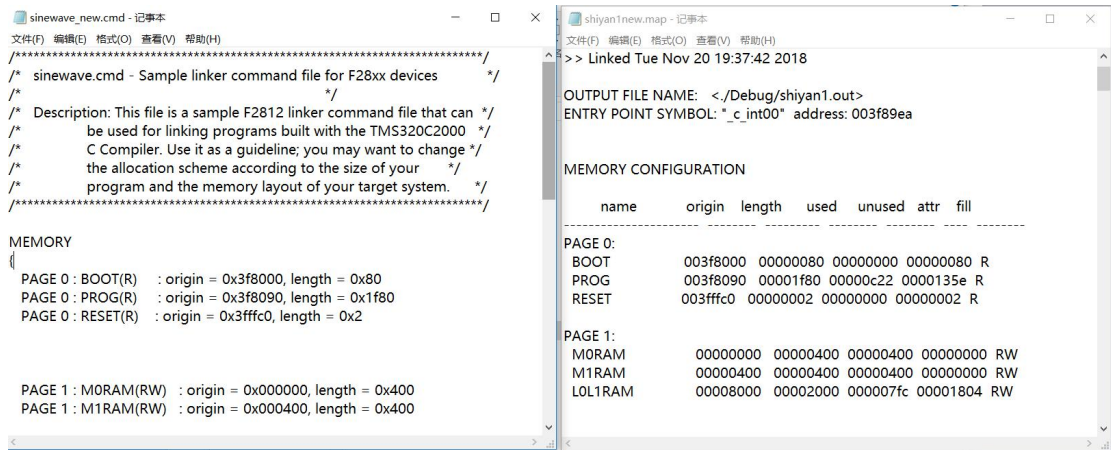 sinewave_new.cmd - 记事本
文件(F) 编辑(E) 格式(O) 查看(V) 帮助(H)
/****************************************************************************/
/* sinewave.cmd - Sample linker command file for F28xx devices */
/* */
/* Description: This file is a sample F2812 linker command file that can */
/* be used for linking programs built with the TMS320C2000 */
/* C Compiler. Use it as a guideline; you may want to change */
/* the allocation scheme according to the size of your */
/* program and the memory layout of your target system. */
/****************************************************************************/
MEMORY
{
PAGE 0 : BOOT(R) : origin = 0x3f8000, length = 0x80
PAGE 0 : PROG(R) : origin = 0x3f8090, length = 0x1f80
PAGE 0 : RESET(R) : origin = 0x3fffc0, length = 0x2
PAGE 1 : M0RAM(RW) : origin = 0x000000, length = 0x400
PAGE 1 : M1RAM(RW) : origin = 0x000400, length = 0x400
shiyan1new.map - 记事本
文件(F) 编辑(E) 格式(O) 查看(V) 帮助(H)
>> Linked Tue Nov 20 19:37:42 2018
OUTPUT FILE NAME: <./Debug/shiyan1.out>
ENTRY POINT SYMBOL: "_c_int00" address: 003f89ea
MEMORY CONFIGURATION
name origin length used unused attr fill
---------------------- -------- --------- -------- -------- ---- --------
PAGE 0:
BOOT 003f8000 00000080 00000000 00000080 R
PROG 003f8090 00001f80 00000c22 0000135e R
RESET 003fffc0 00000002 00000000 00000002 R
PAGE 1:
M0RAM 00000000 00000400 00000400 00000000 RW
M1RAM 00000400 00000400 00000400 00000000 RW
L0L1RAM 00008000 00002000 000007fc 00001804 RW